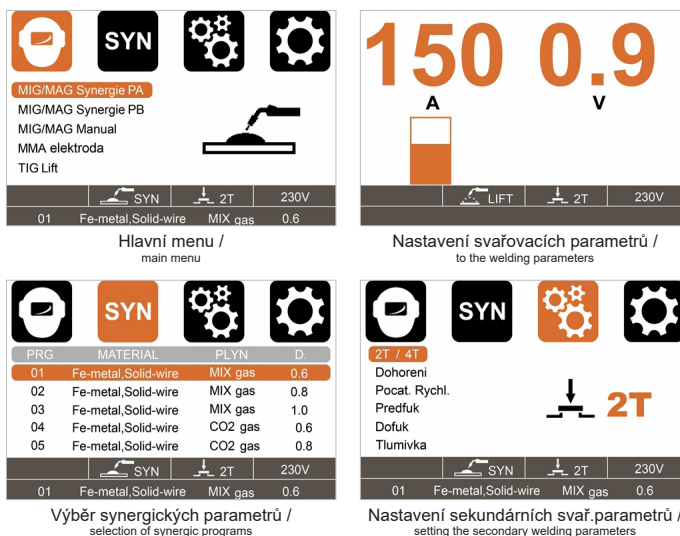 SYN
MIG/MAG Synergie PA
MIG/MAG Synergie PB
MIG/MAG Manual
MMA elektroda
TIG Lift
SYN 2T 230V
01 Fe-metal,Solid-wire MIX gas 0.6
Hlavní menu /
main menu
150 0.9
A V
LIFT 2T 230V
Nastavení svařovacích parametrů /
to the welding parameters
SYN
PRG MATERIAL PLYN D.
01 Fe-metal,Solid-wire MIX gas 0.6
02 Fe-metal,Solid-wire MIX gas 0.8
03 Fe-metal,Solid-wire MIX gas 1.0
04 Fe-metal,Solid-wire CO2 gas 0.6
05 Fe-metal,Solid-wire CO2 gas 0.8
SYN 2T 230V
01 Fe-metal,Solid-wire MIX gas 0.6
Výběr synergických parametrů /
selection of synergic programs
SYN
2T / 4T
Dohoreni
Pocat. Rychl.
Predfuk
Dofuk
Tlumivka
2T
SYN 2T 230V
01 Fe-metal,Solid-wire MIX gas 0.6
Nastavení sekundárních svař.parametrů /
setting the secondary welding parameters